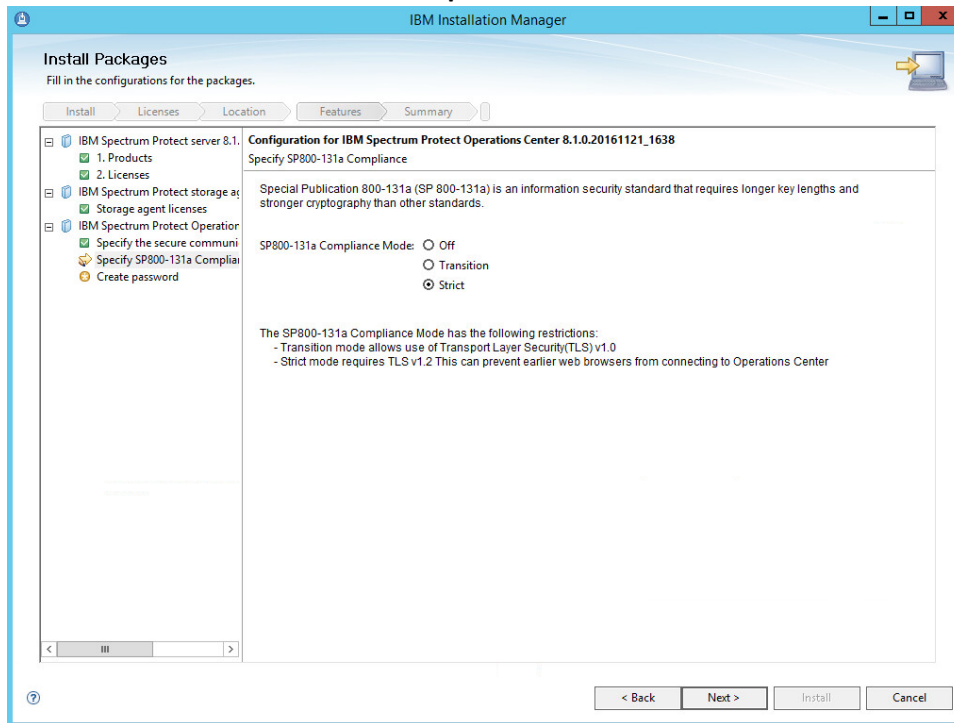 IBM Installation Manager
Install Packages
Fill in the configurations for the packages.
Install Licenses Location Features Summary
IBM Spectrum Protect server 8.1.
1. Products
2. Licenses
IBM Spectrum Protect storage ag
Storage agent licenses
IBM Spectrum Protect Operation
Specify the secure communi
Specify SP800-131a Complian
Create password
Configuration for IBM Spectrum Protect Operations Center 8.1.0.20161121_1638
Specify SP800-131a Compliance
Special Publication 800-131a (SP 800-131a) is an information security standard that requires longer key lengths and
stronger cryptography than other standards.
SP800-131a Compliance Mode: Off
Transition
Strict
The SP800-131a Compliance Mode has the following restrictions:
- Transition mode allows use of Transport Layer Security(TLS) v1.0
- Strict mode requires TLS v1.2 This can prevent earlier web browsers from connecting to Operations Center
< Back Next > Install Cancel